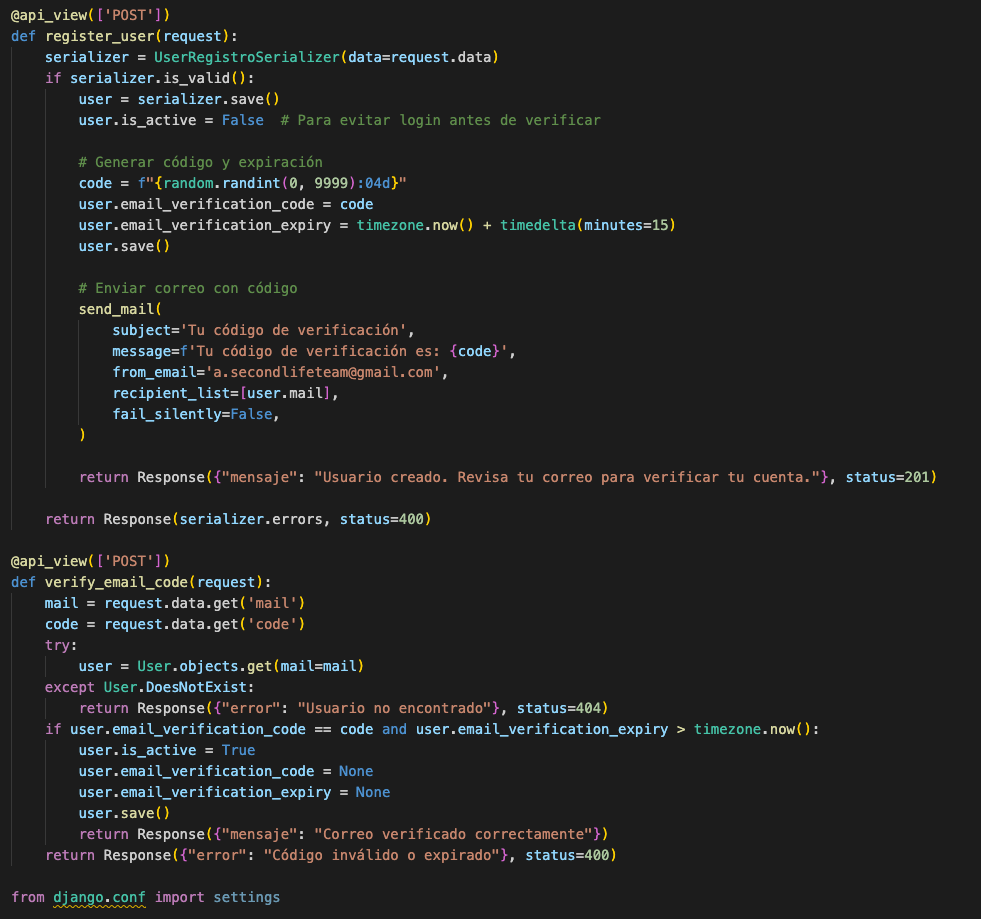 @api_view(['POST'])
def register_user(request):
    serializer = UserRegistroSerializer(data=request.data)
    if serializer.is_valid():
        user = serializer.save()
        user.is_active = False  # Para evitar login antes de verificar

        # Generar código y expiración
        code = f"{random.randint(0, 9999):04d}"
        user.email_verification_code = code
        user.email_verification_expiry = timezone.now() + timedelta(minutes=15)
        user.save()

        # Enviar correo con código
        send_mail(
            subject='Tu código de verificación',
            message=f'Tu código de verificación es: {code}',
            from_email='a.secondlifeteam@gmail.com',
            recipient_list=[user.mail],
            fail_silently=False,
        )

        return Response({"mensaje": "Usuario creado. Revisa tu correo para verificar tu cuenta."}, status=201)

    return Response(serializer.errors, status=400)

@api_view(['POST'])
def verify_email_code(request):
    mail = request.data.get('mail')
    code = request.data.get('code')
    try:
        user = User.objects.get(mail=mail)
    except User.DoesNotExist:
        return Response({"error": "Usuario no encontrado"}, status=404)
    if user.email_verification_code == code and user.email_verification_expiry > timezone.now():
        user.is_active = True
        user.email_verification_code = None
        user.email_verification_expiry = None
        user.save()
        return Response({"mensaje": "Correo verificado correctamente"})
    return Response({"error": "Código inválido o expirado"}, status=400)

from django.conf import settings